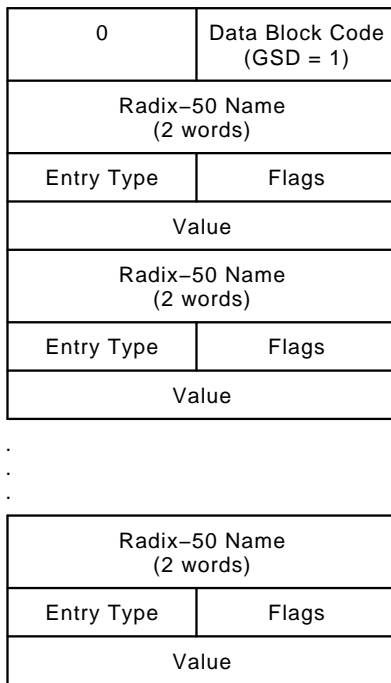 0
Data Block Code
(GSD = 1)
Radix–50 Name
(2 words)
Entry Type
Flags
Value
Radix–50 Name
(2 words)
Entry Type
Flags
Value
.
.
.
Radix–50 Name
(2 words)
Entry Type
Flags
Value